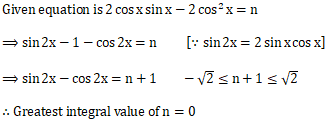 Given equation is 2 cos x sin x − 2 cos² x = n
⟹ sin 2x − 1 − cos 2x = n [∵ sin 2x = 2 sin x cos x]
⟹ sin 2x − cos 2x = n + 1 − √2 ≤ n + 1 ≤ √2
∴ Greatest integral value of n = 0